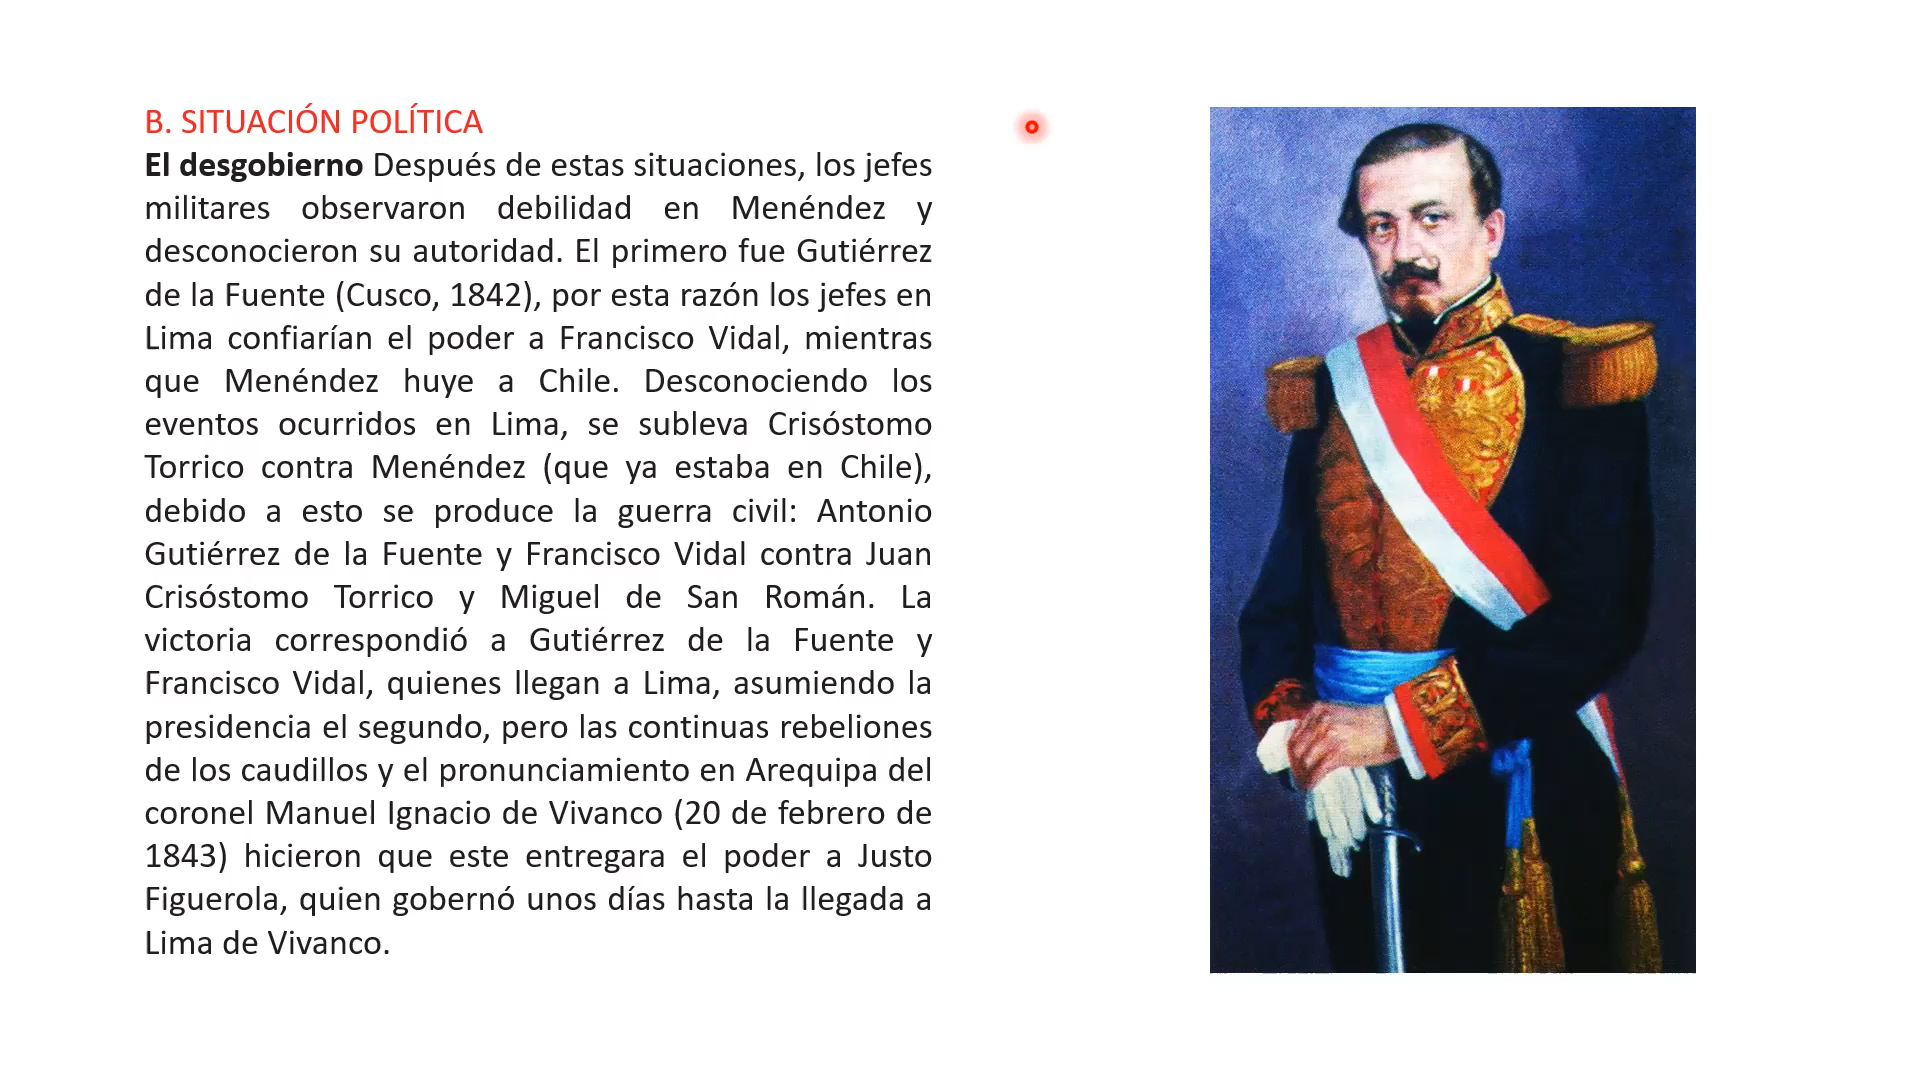 B. SITUACIÓN POLÍTICA
El desgobierno Después de estas situaciones, los jefes
militares observaron debilidad en Menéndez y
desconocieron su autoridad. El primero fue Gutiérrez
de la Fuente (Cusco, 1842), por esta razón los jefes en
Lima confiarían el poder a Francisco Vidal, mientras
que Menéndez huye a Chile. Desconociendo los
eventos ocurridos en Lima, se subleva Crisóstomo
Torrico contra Menéndez (que ya estaba en Chile),
debido a esto se produce la guerra civil: Antonio
Gutiérrez de la Fuente y Francisco Vidal contra Juan
Crisóstomo Torrico y Miguel de San Román. La
victoria correspondió a Gutiérrez de la Fuente y
Francisco Vidal, quienes llegan a Lima, asumiendo la
presidencia el segundo, pero las continuas rebeliones
de los caudillos y el pronunciamiento en Arequipa del
coronel Manuel Ignacio de Vivanco (20 de febrero de
1843) hicieron que este entregara el poder a Justo
Figuerola, quien gobernó unos días hasta la llegada a
Lima de Vivanco.